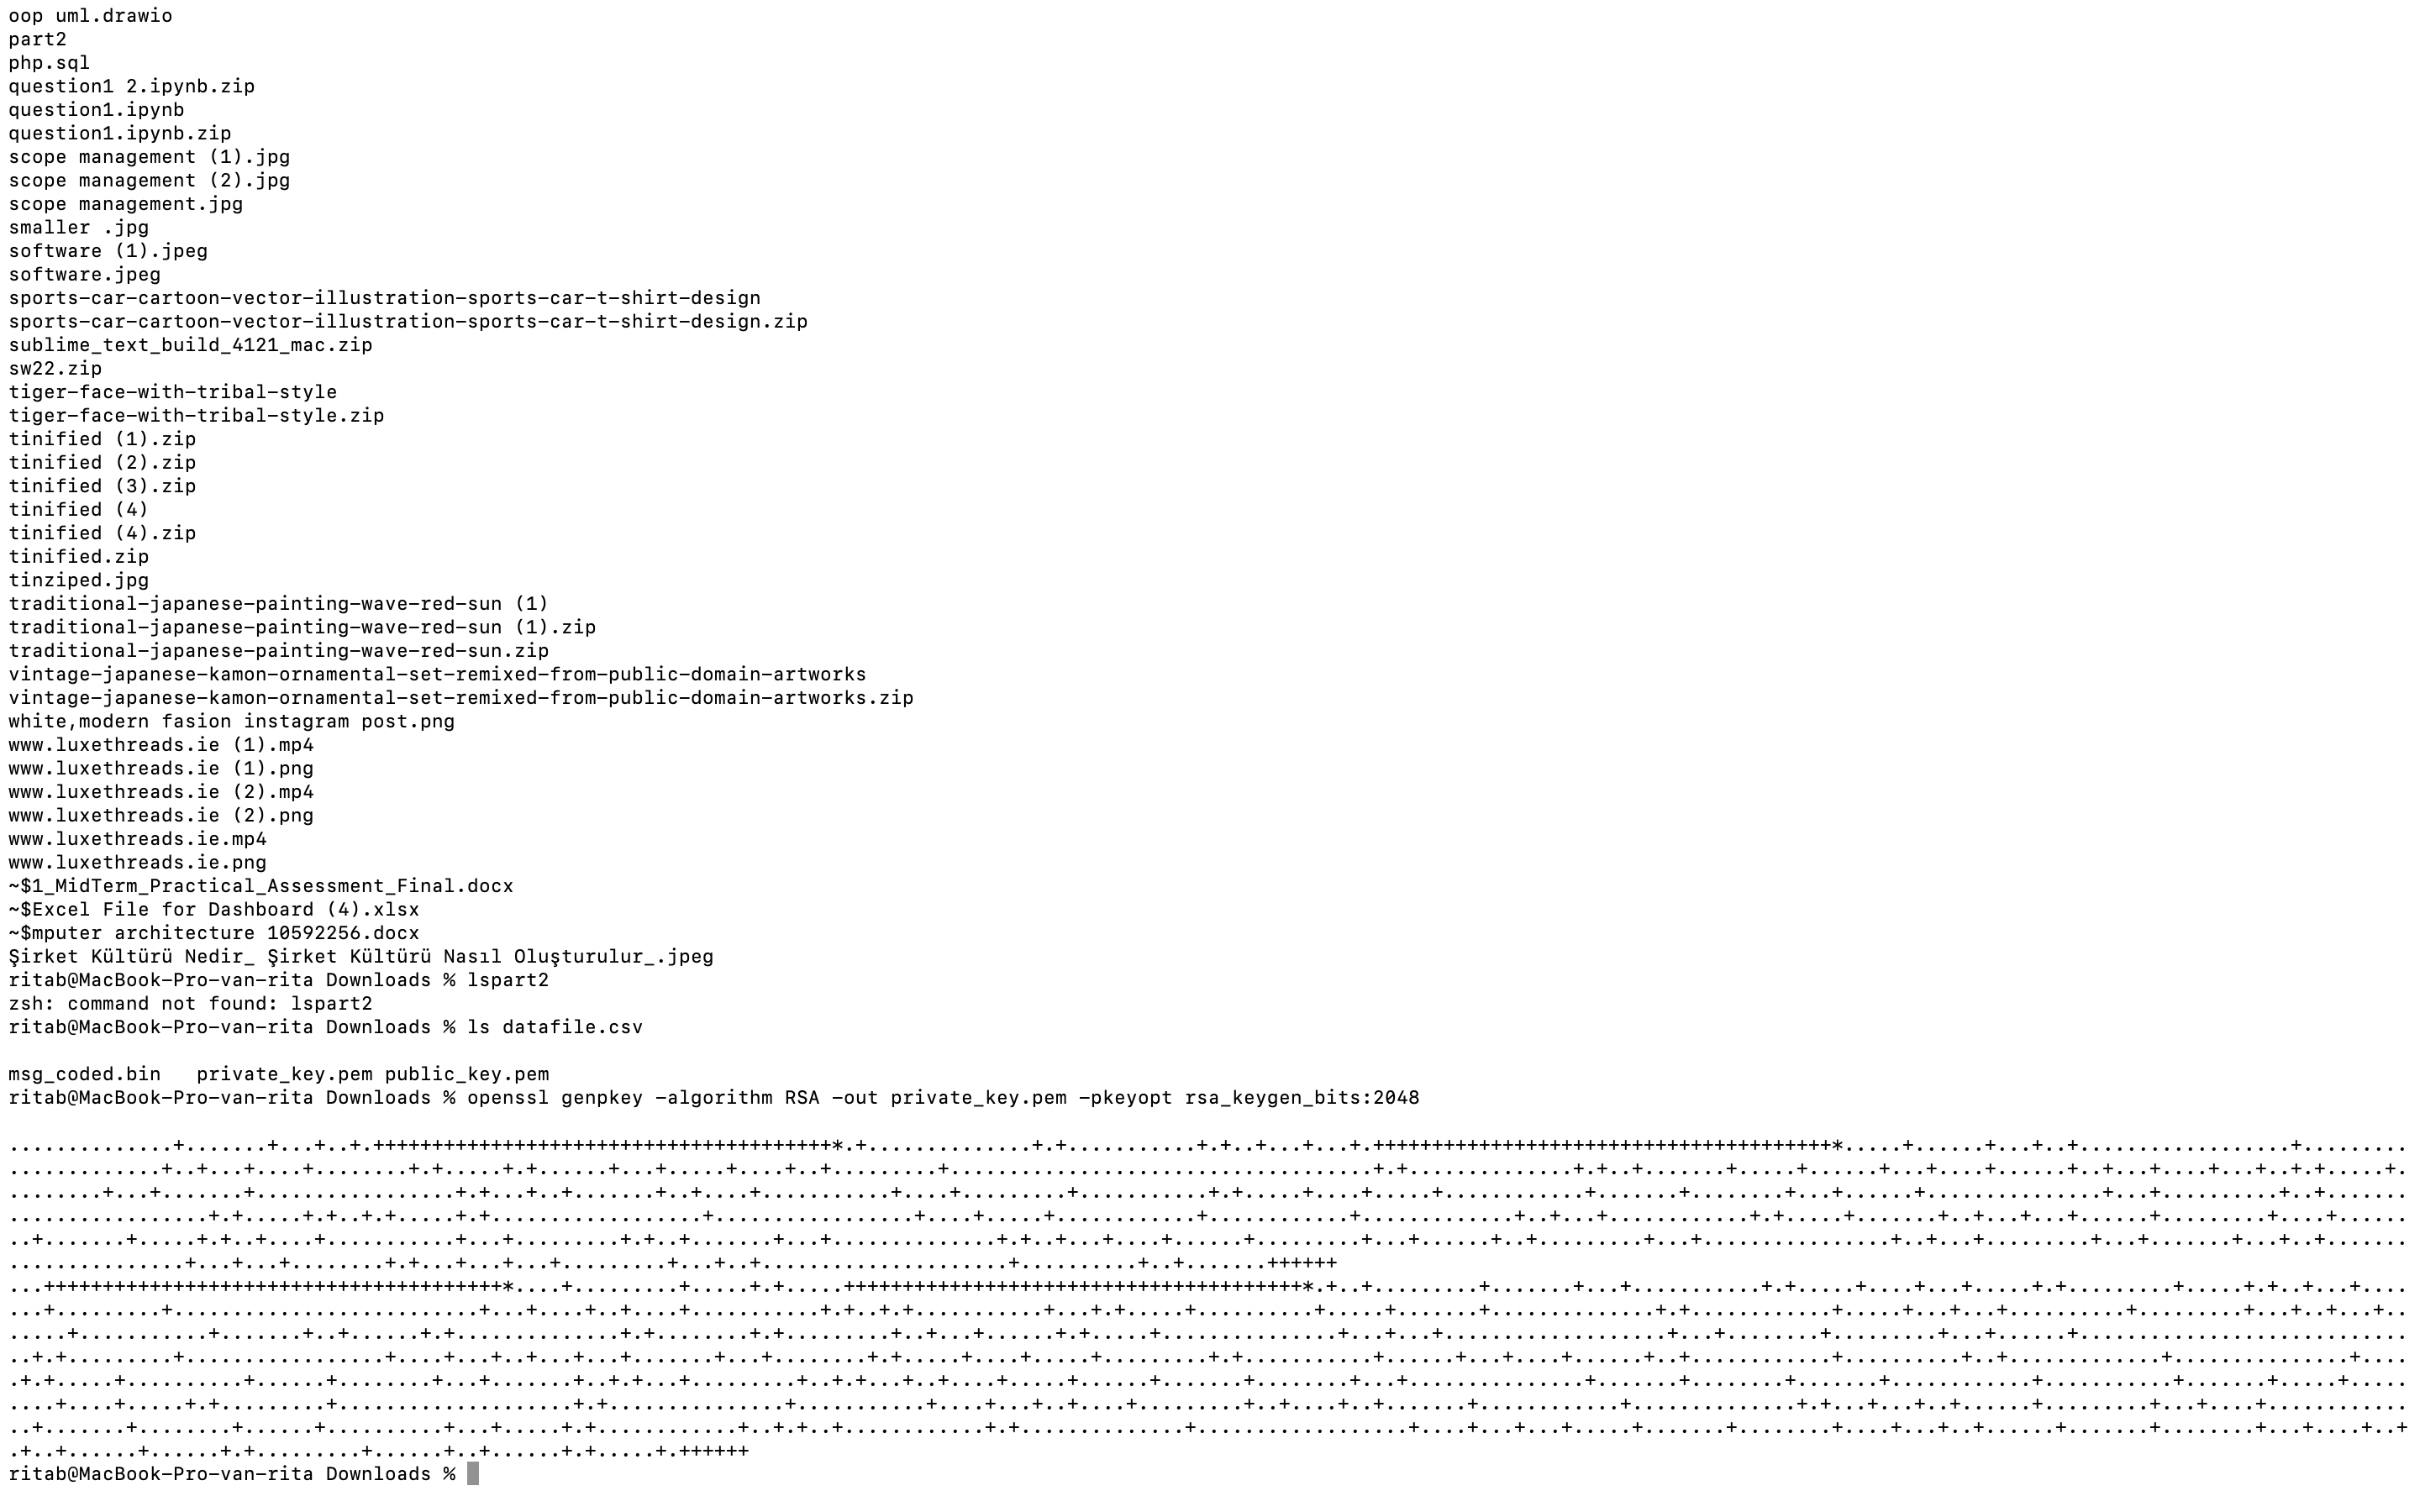 oop uml.drawio
part2
php.sql
question1 2.ipynb.zip
question1.ipynb
question1.ipynb.zip
scope management (1).jpg
scope management (2).jpg
scope management.jpg
smaller .jpg
software (1).jpeg
software.jpeg
sports-car-cartoon-vector-illustration-sports-car-t-shirt-design
sports-car-cartoon-vector-illustration-sports-car-t-shirt-design.zip
sublime_text_build_4121_mac.zip
sw22.zip
tiger-face-with-tribal-style
tiger-face-with-tribal-style.zip
tinified (1).zip
tinified (2).zip
tinified (3).zip
tinified (4)
tinified (4).zip
tinified.zip
tinziped.jpg
traditional-japanese-painting-wave-red-sun (1)
traditional-japanese-painting-wave-red-sun (1).zip
traditional-japanese-painting-wave-red-sun.zip
vintage-japanese-kamon-ornamental-set-remixed-from-public-domain-artworks
vintage-japanese-kamon-ornamental-set-remixed-from-public-domain-artworks.zip
white,modern fasion instagram post.png
www.luxethreads.ie (1).mp4
www.luxethreads.ie (1).png
www.luxethreads.ie (2).mp4
www.luxethreads.ie (2).png
www.luxethreads.ie.mp4
www.luxethreads.ie.png
~$1_MidTerm_Practical_Assessment_Final.docx
~$Excel File for Dashboard (4).xlsx
~$mputer architecture 10592256.docx
Şirket Kültürü Nedir_ Şirket Kültürü Nasıl Oluşturulur_.jpeg
ritab@MacBook-Pro-van-rita Downloads % lspart2
zsh: command not found: lspart2
ritab@MacBook-Pro-van-rita Downloads % ls datafile.csv
msg_coded.bin   private_key.pem public_key.pem
ritab@MacBook-Pro-van-rita Downloads % openssl genpkey -algorithm RSA -out private_key.pem -pkeyopt rsa_keygen_bits:2048
ritab@MacBook-Pro-van-rita Downloads %